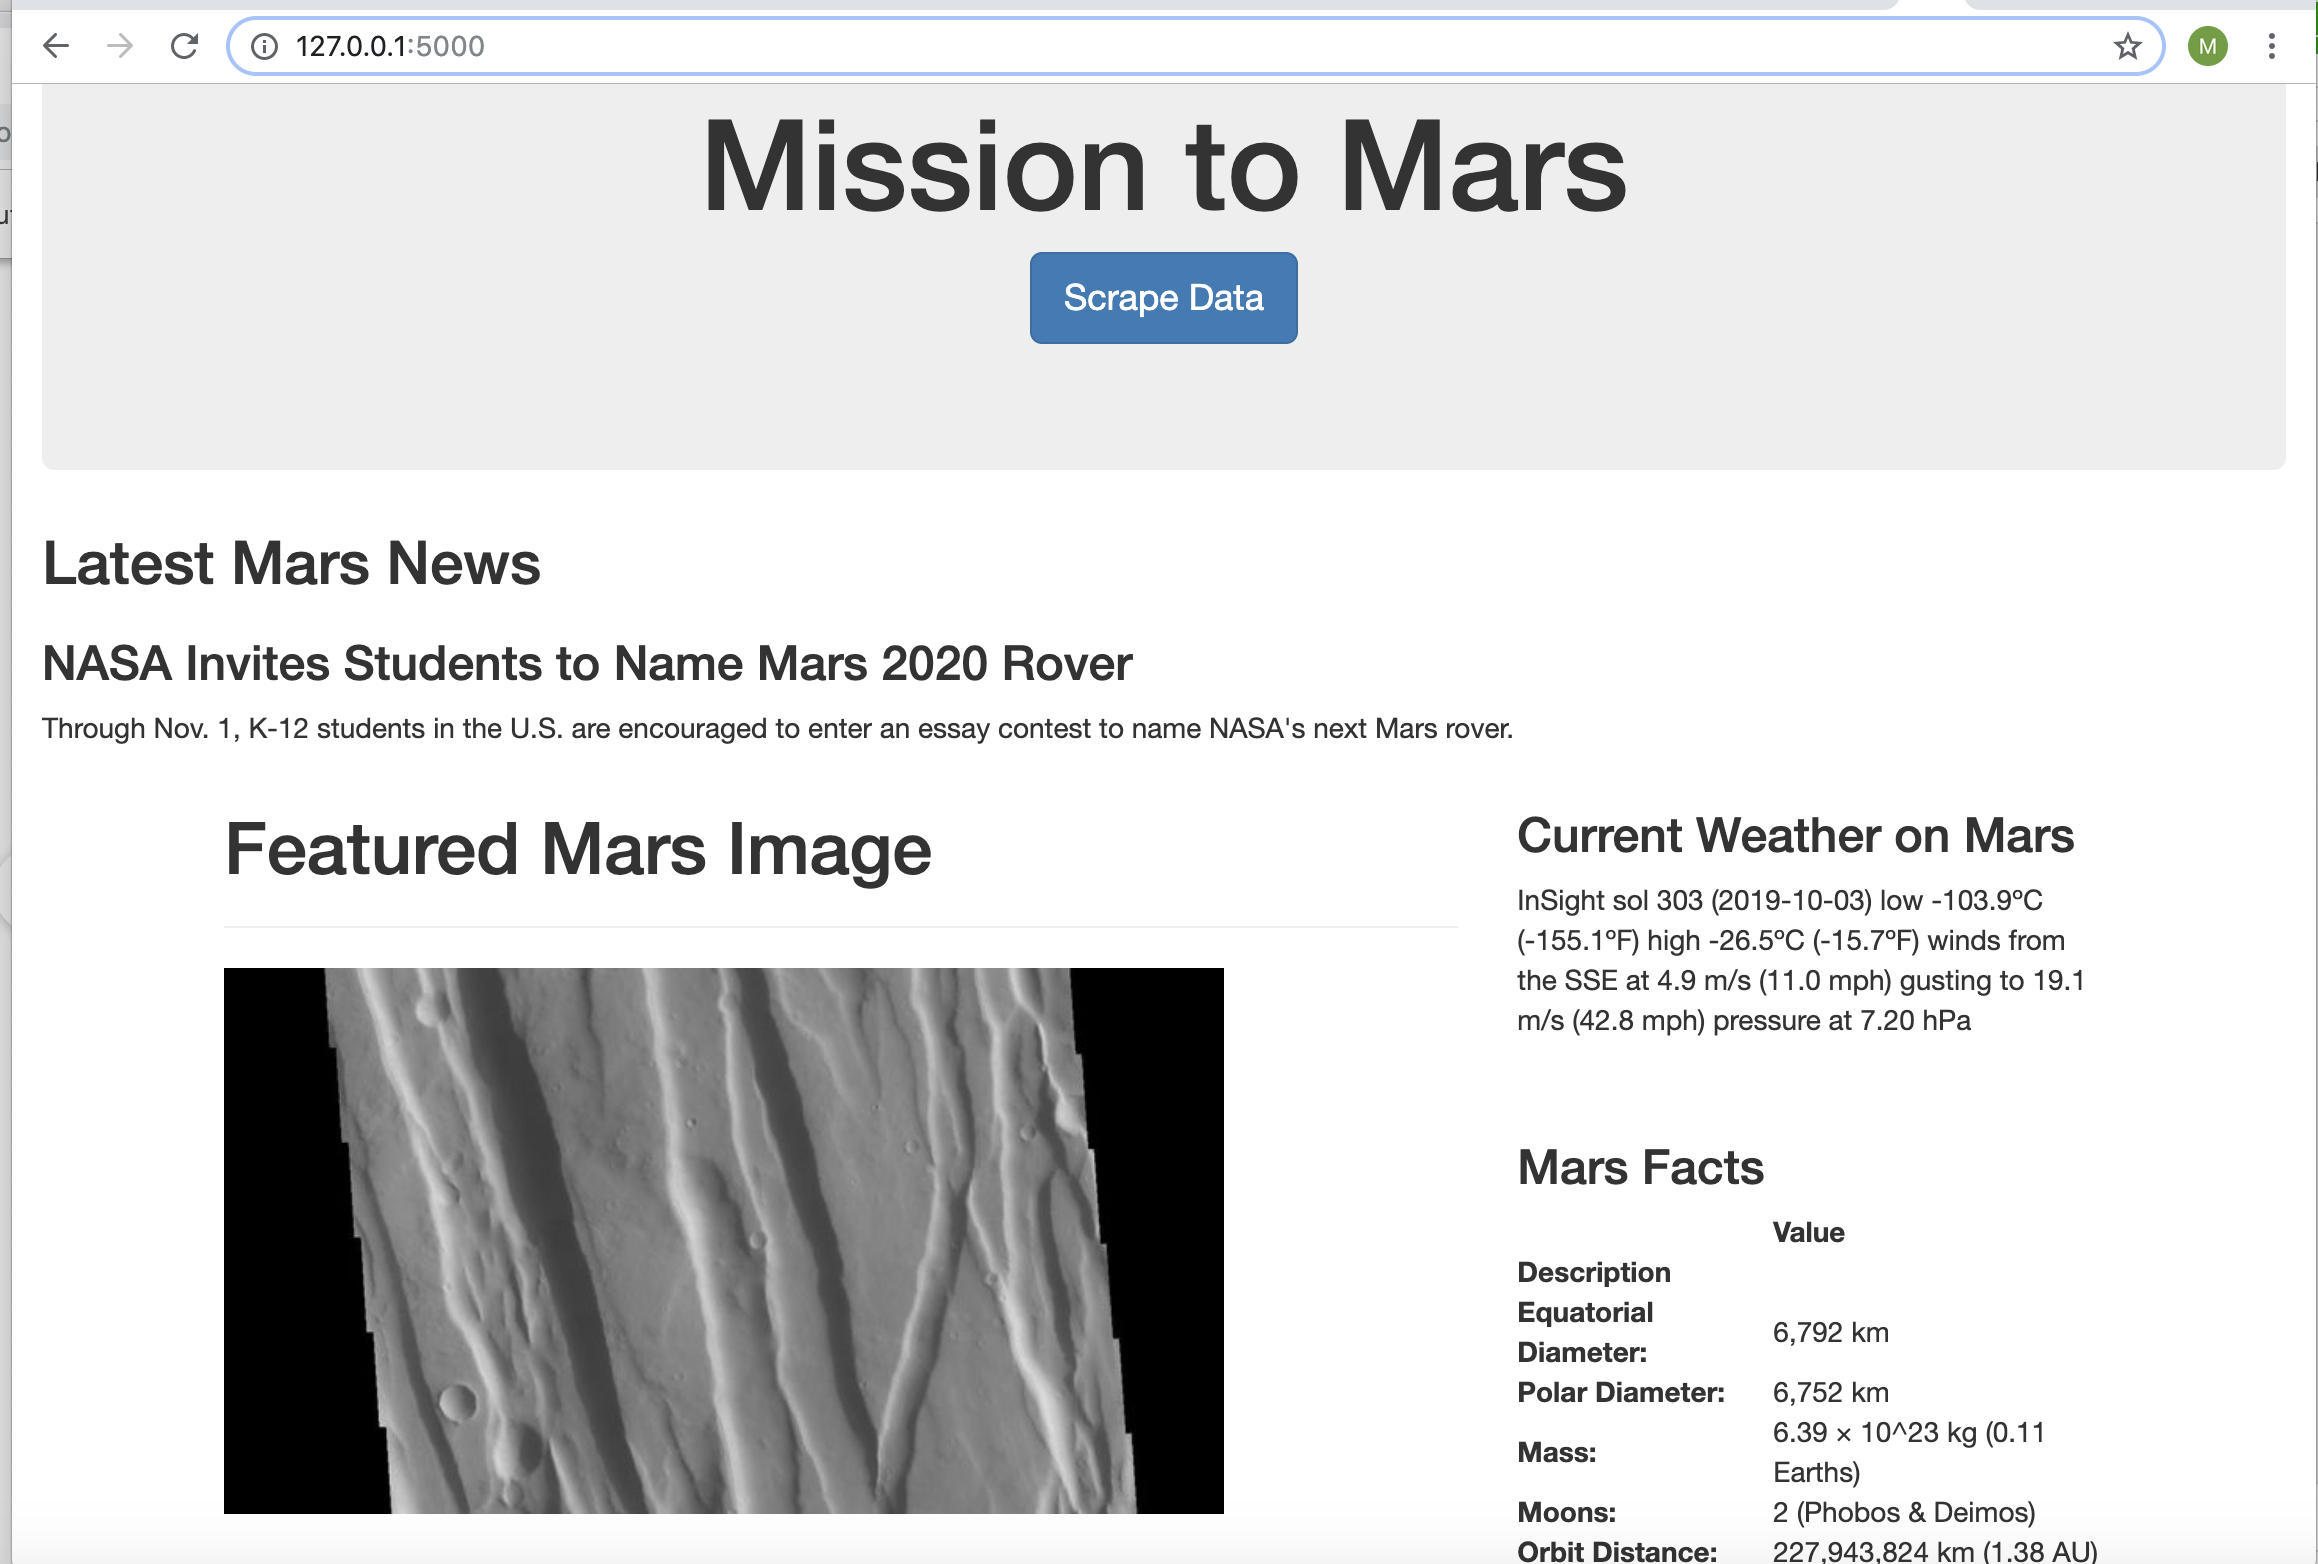 127.0.0.1:5000
M
Mission to Mars
Scrape Data
Latest Mars News
NASA Invites Students to Name Mars 2020 Rover
Through Nov. 1, K-12 students in the U.S. are encouraged to enter an essay contest to name NASA's next Mars rover.
Featured Mars Image
Current Weather on Mars
InSight sol 303 (2019-10-03) low -103.9ºC
(-155.1ºF) high -26.5ºC (-15.7ºF) winds from
the SSE at 4.9 m/s (11.0 mph) gusting to 19.1
m/s (42.8 mph) pressure at 7.20 hPa
Mars Facts
Value
Description
Equatorial
Diameter:
6,792 km
Polar Diameter: 6,752 km
Mass:
6.39 × 10^23 kg (0.11
Earths)
Moons: 2 (Phobos & Deimos)
Orbit Distance: 227,943,824 km (1.38 AU)